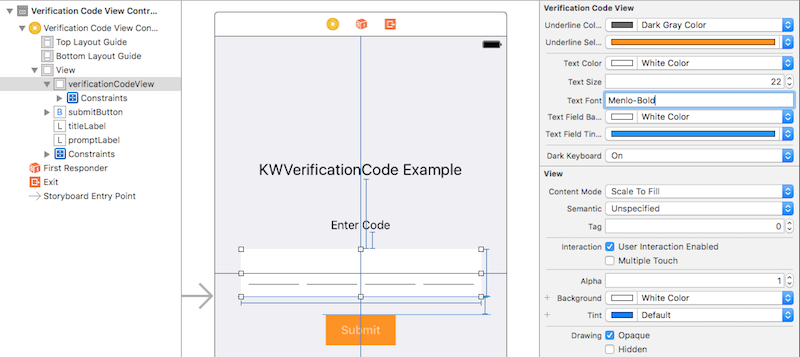 Verification Code View Contr...
Verification Code View Con...
Top Layout Guide
Bottom Layout Guide
View
verificationCodeView
Constraints
B submitButton
L titleLabel
L promptLabel
Constraints
First Responder
Exit
Storyboard Entry Point
KWVerificationCode Example
Enter Code
Submit
Verification Code View
Underline Col... Dark Gray Color
Underline Sel...
Text Color White Color
Text Size 22
Text Font Menlo-Bold
Text Field Ba... White Color
Text Field Tin...
Dark Keyboard On
View
Content Mode Scale To Fill
Semantic Unspecified
Tag 0
Interaction User Interaction Enabled
Multiple Touch
Alpha 1
+ Background White Color
+ Tint Default
Drawing Opaque
Hidden